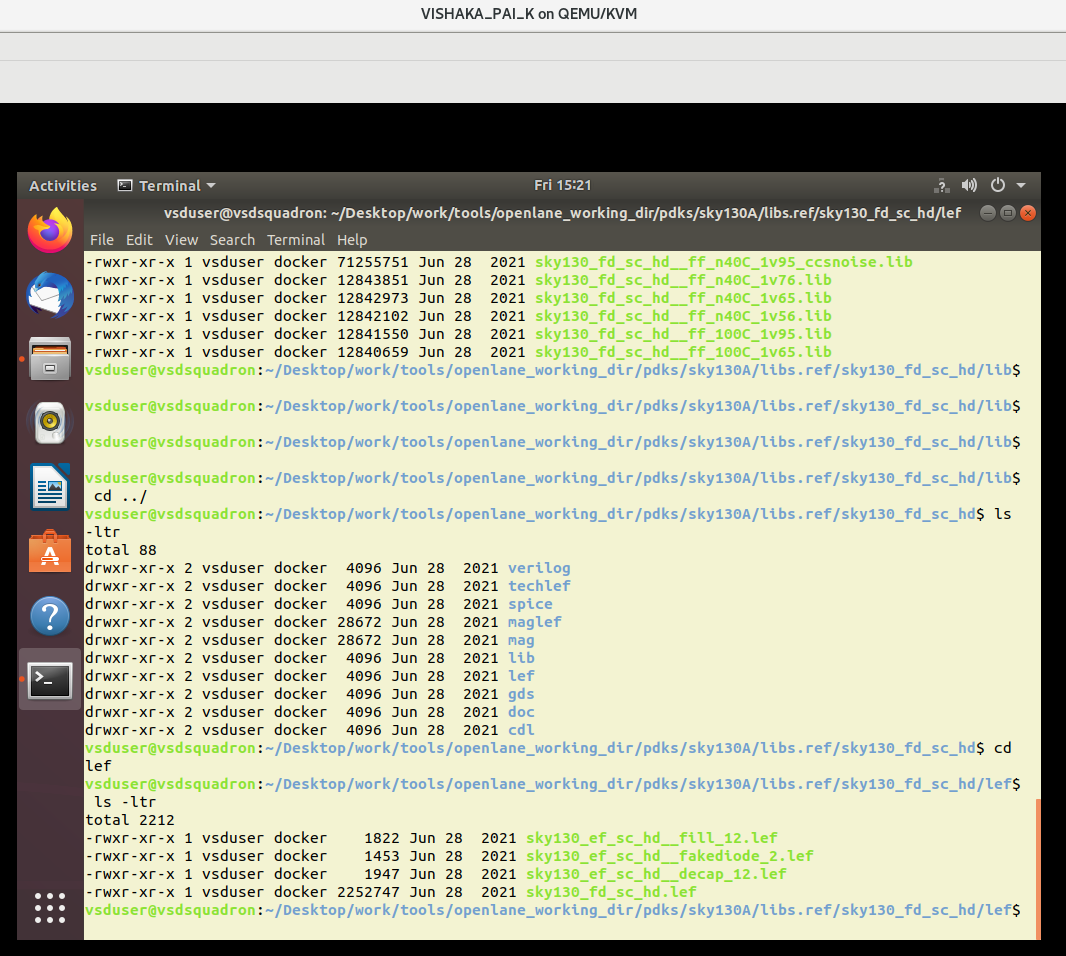 VISHAKA_PAI_K on QEMU/KVM
Activities Terminal Fri 15:21
vsduser@vsdsquadron: ~/Desktop/work/tools/openlane_working_dir/pdks/sky130A/libs.ref/sky130_fd_sc_hd/lef
File Edit View Search Terminal Help
-rwxr-xr-x 1 vsduser docker 71255751 Jun 28  2021 sky130_fd_sc_hd__ff_n40C_1v95_ccsnoise.lib
-rwxr-xr-x 1 vsduser docker 12843851 Jun 28  2021 sky130_fd_sc_hd__ff_n40C_1v76.lib
-rwxr-xr-x 1 vsduser docker 12842973 Jun 28  2021 sky130_fd_sc_hd__ff_n40C_1v65.lib
-rwxr-xr-x 1 vsduser docker 12842102 Jun 28  2021 sky130_fd_sc_hd__ff_n40C_1v56.lib
-rwxr-xr-x 1 vsduser docker 12841550 Jun 28  2021 sky130_fd_sc_hd__ff_100C_1v95.lib
-rwxr-xr-x 1 vsduser docker 12840659 Jun 28  2021 sky130_fd_sc_hd__ff_100C_1v65.lib
vsduser@vsdsquadron:~/Desktop/work/tools/openlane_working_dir/pdks/sky130A/libs.ref/sky130_fd_sc_hd/lib$
vsduser@vsdsquadron:~/Desktop/work/tools/openlane_working_dir/pdks/sky130A/libs.ref/sky130_fd_sc_hd/lib$
vsduser@vsdsquadron:~/Desktop/work/tools/openlane_working_dir/pdks/sky130A/libs.ref/sky130_fd_sc_hd/lib$
vsduser@vsdsquadron:~/Desktop/work/tools/openlane_working_dir/pdks/sky130A/libs.ref/sky130_fd_sc_hd/lib$
 cd ../
vsduser@vsdsquadron:~/Desktop/work/tools/openlane_working_dir/pdks/sky130A/libs.ref/sky130_fd_sc_hd$ ls
-ltr
total 88
drwxr-xr-x 2 vsduser docker  4096 Jun 28  2021 verilog
drwxr-xr-x 2 vsduser docker  4096 Jun 28  2021 techlef
drwxr-xr-x 2 vsduser docker  4096 Jun 28  2021 spice
drwxr-xr-x 2 vsduser docker 28672 Jun 28  2021 maglef
drwxr-xr-x 2 vsduser docker 28672 Jun 28  2021 mag
drwxr-xr-x 2 vsduser docker  4096 Jun 28  2021 lib
drwxr-xr-x 2 vsduser docker  4096 Jun 28  2021 lef
drwxr-xr-x 2 vsduser docker  4096 Jun 28  2021 gds
drwxr-xr-x 2 vsduser docker  4096 Jun 28  2021 doc
drwxr-xr-x 2 vsduser docker  4096 Jun 28  2021 cdl
vsduser@vsdsquadron:~/Desktop/work/tools/openlane_working_dir/pdks/sky130A/libs.ref/sky130_fd_sc_hd$ cd
lef
vsduser@vsdsquadron:~/Desktop/work/tools/openlane_working_dir/pdks/sky130A/libs.ref/sky130_fd_sc_hd/lef$
 ls -ltr
total 2212
-rwxr-xr-x 1 vsduser docker    1822 Jun 28  2021 sky130_ef_sc_hd__fill_12.lef
-rwxr-xr-x 1 vsduser docker    1453 Jun 28  2021 sky130_ef_sc_hd__fakediode_2.lef
-rwxr-xr-x 1 vsduser docker    1947 Jun 28  2021 sky130_ef_sc_hd__decap_12.lef
-rwxr-xr-x 1 vsduser docker 2252747 Jun 28  2021 sky130_fd_sc_hd.lef
vsduser@vsdsquadron:~/Desktop/work/tools/openlane_working_dir/pdks/sky130A/libs.ref/sky130_fd_sc_hd/lef$